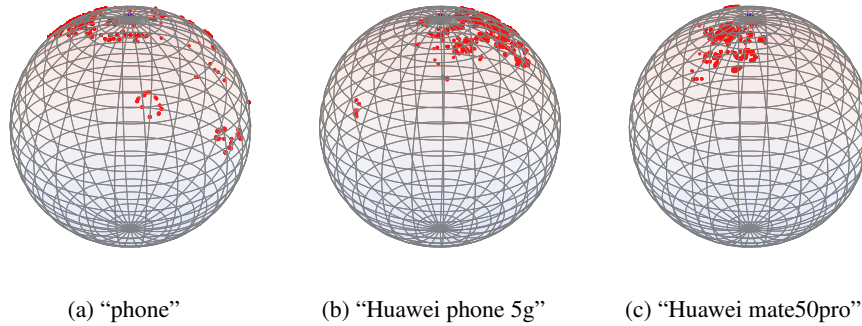 (a) “phone”
(b) “Huawei phone 5g”
(c) “Huawei mate50pro”